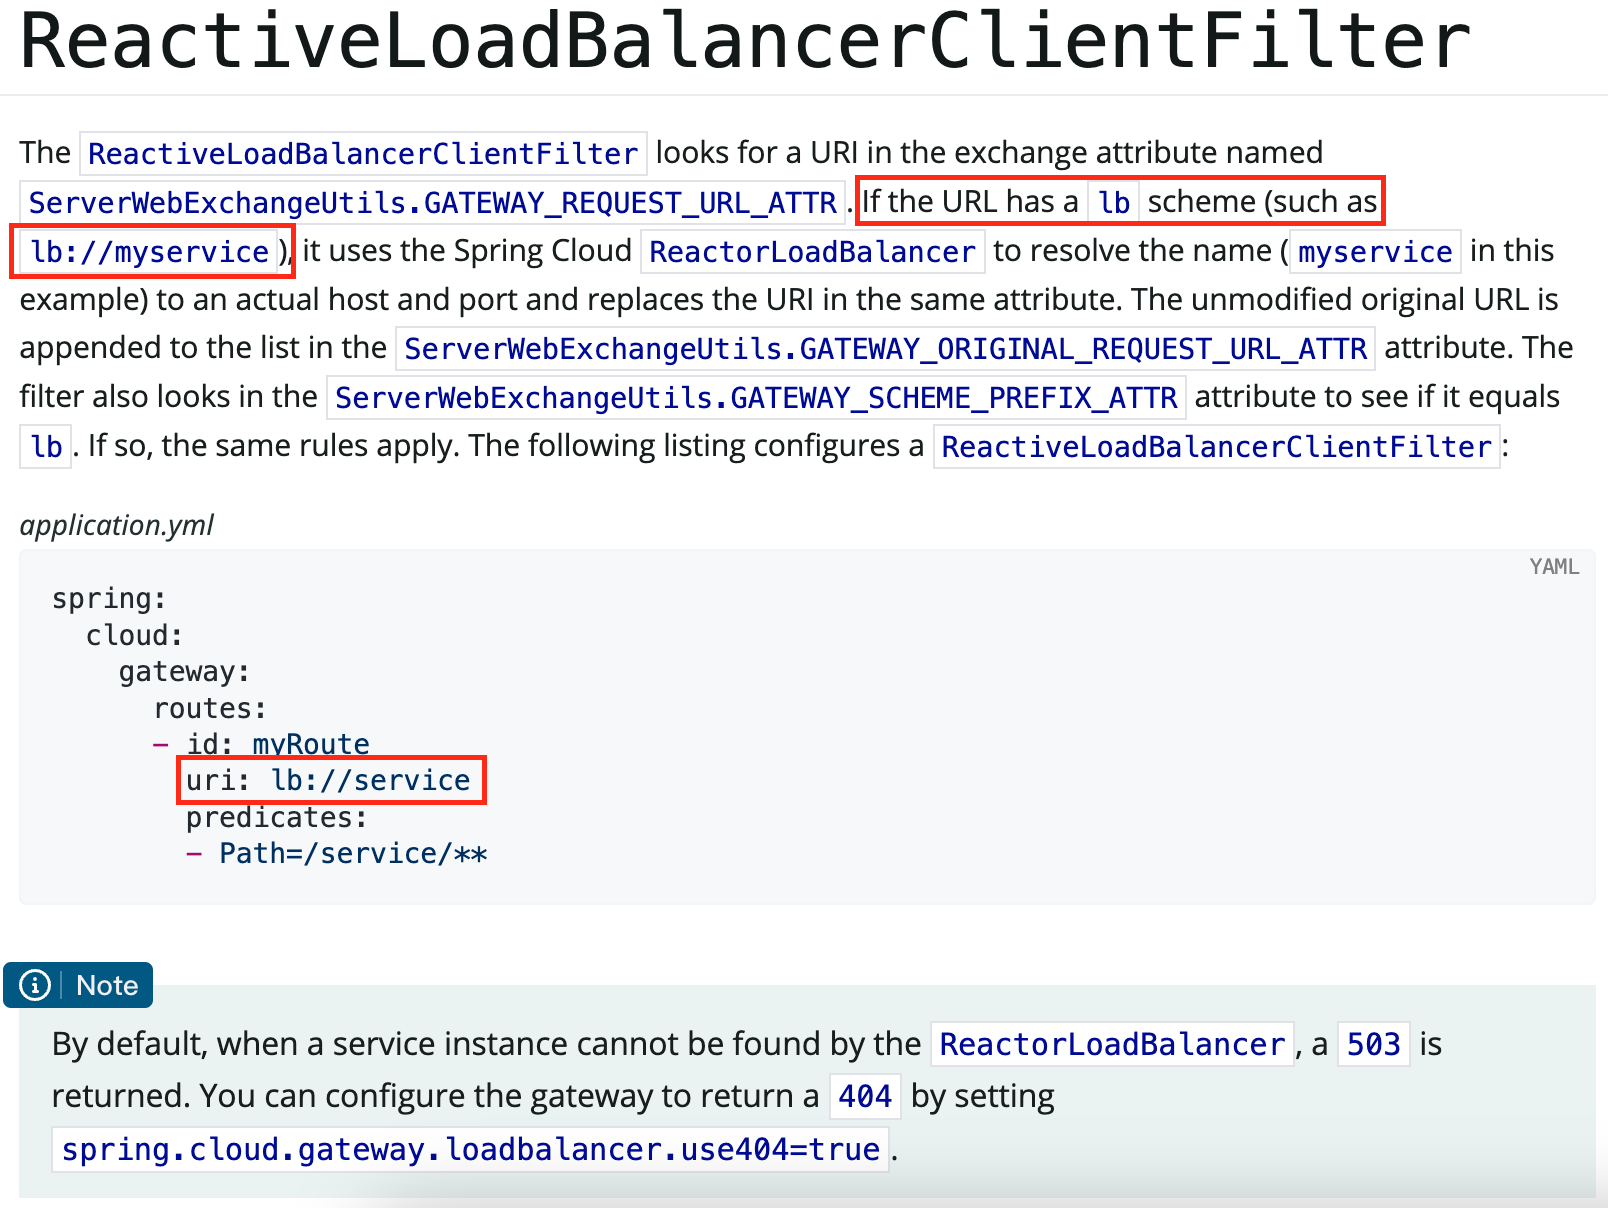 ReactiveLoadBalancerClientFilter
The ReactiveLoadBalancerClientFilter looks for a URI in the exchange attribute named
ServerWebExchangeUtils.GATEWAY_REQUEST_URL_ATTR. If the URL has a lb scheme (such as
lb://myservice), it uses the Spring Cloud ReactorLoadBalancer to resolve the name (myservice in this
example) to an actual host and port and replaces the URI in the same attribute. The unmodified original URL is
appended to the list in the ServerWebExchangeUtils.GATEWAY_ORIGINAL_REQUEST_URL_ATTR attribute. The
filter also looks in the ServerWebExchangeUtils.GATEWAY_SCHEME_PREFIX_ATTR attribute to see if it equals
lb. If so, the same rules apply. The following listing configures a ReactiveLoadBalancerClientFilter:
application.yml
YAML
spring:
  cloud:
    gateway:
      routes:
      - id: myRoute
        uri: lb://service
        predicates:
        - Path=/service/**
Note
By default, when a service instance cannot be found by the ReactorLoadBalancer, a 503 is
returned. You can configure the gateway to return a 404 by setting
spring.cloud.gateway.loadbalancer.use404=true.